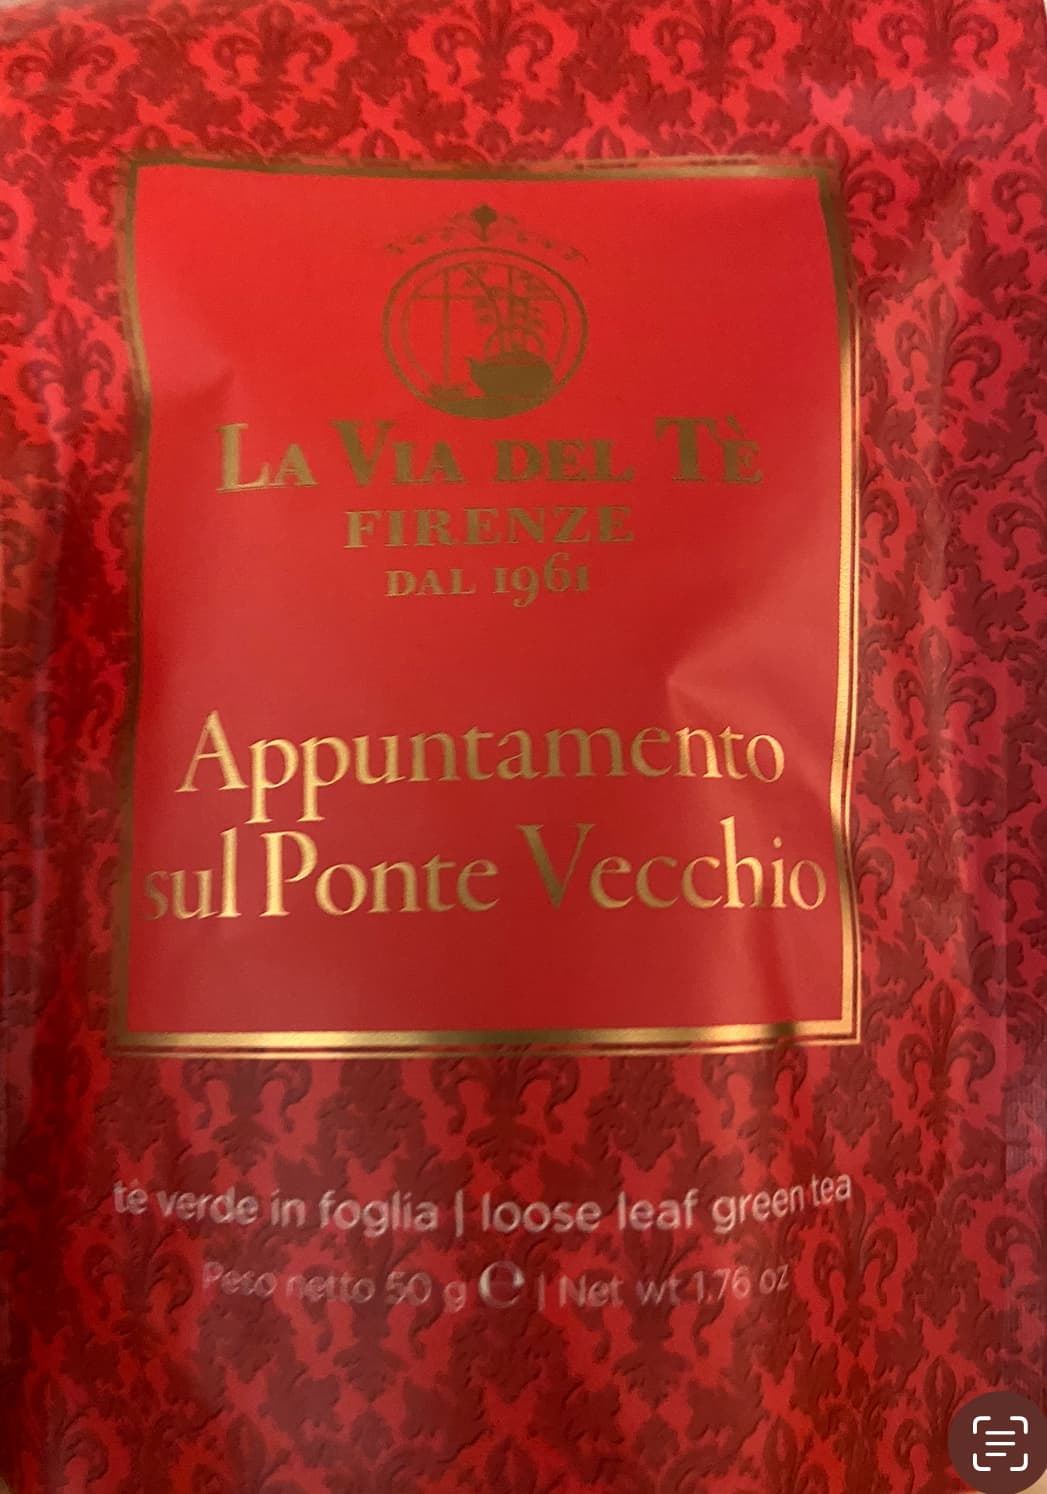 LA VIA DEL TÈ
FIRENZE
DAL 1961
Appuntamento
sul Ponte Vecchio
tè verde in foglia | loose leaf green tea
Peso netto 50 g ℮ | Net wt 1.76 oz